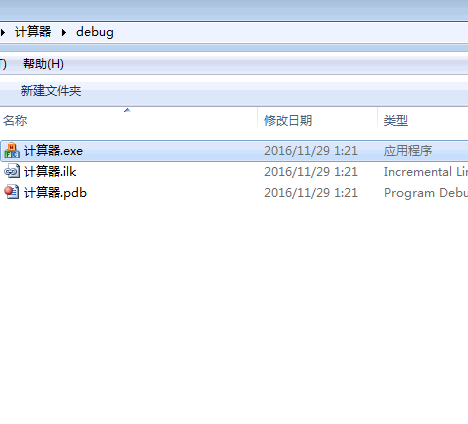 计算器 debug
T) 帮助(H)
新建文件夹
名称 修改日期 类型
计算器.exe 2016/11/29 1:21 应用程序
计算器.ilk 2016/11/29 1:21 Incremental Lin
计算器.pdb 2016/11/29 1:21 Program Debu